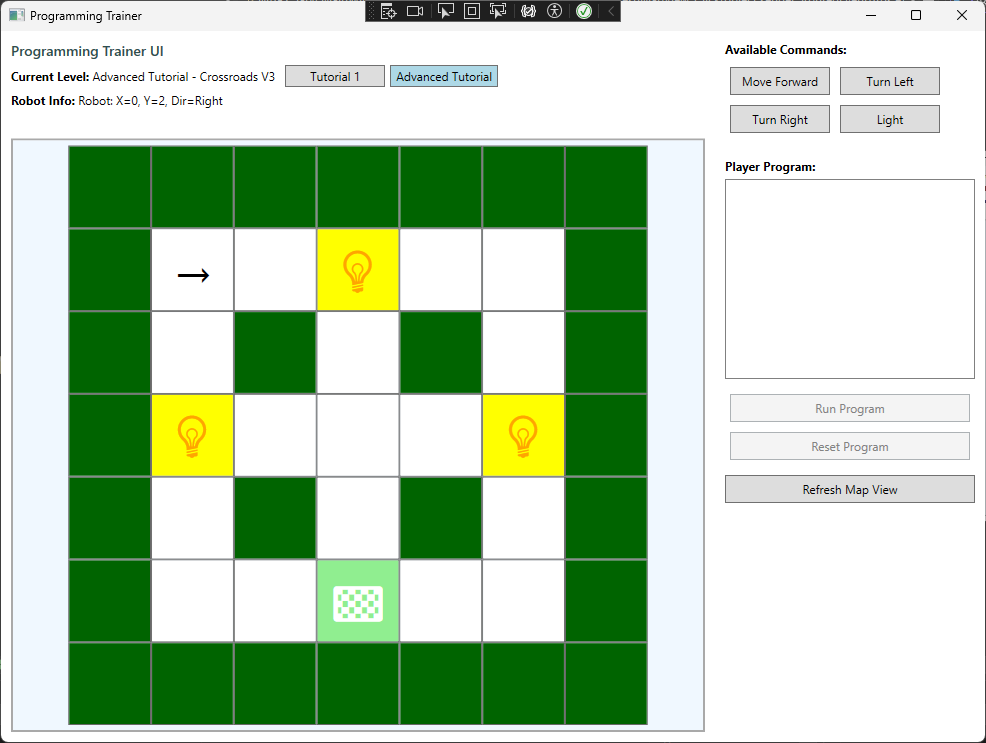 Programming Trainer
Programming Trainer UI
Current Level: Advanced Tutorial - Crossroads V3
Tutorial 1
Advanced Tutorial
Robot Info: Robot: X=0, Y=2, Dir=Right
Available Commands:
Move Forward
Turn Left
Turn Right
Light
Player Program:
Run Program
Reset Program
Refresh Map View